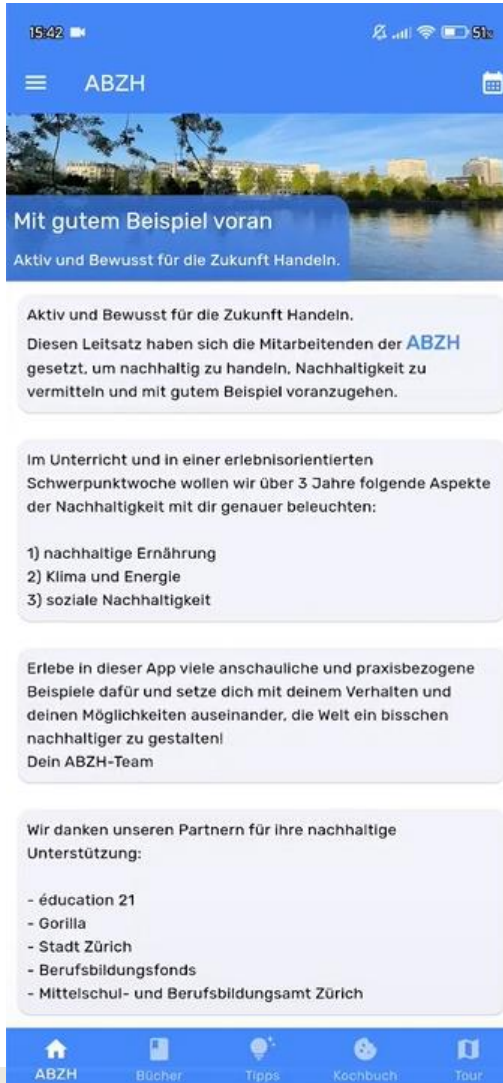 15:42
51%
ABZH
Mit gutem Beispiel voran
Aktiv und Bewusst für die Zukunft Handeln.
Aktiv und Bewusst für die Zukunft Handeln.
Diesen Leitsatz haben sich die Mitarbeitenden der ABZH
gesetzt, um nachhaltig zu handeln, Nachhaltigkeit zu
vermitteln und mit gutem Beispiel voranzugehen.
Im Unterricht und in einer erlebnisorientierten
Schwerpunktwoche wollen wir über 3 Jahre folgende Aspekte
der Nachhaltigkeit mit dir genauer beleuchten:
1) nachhaltige Ernährung
2) Klima und Energie
3) soziale Nachhaltigkeit
Erlebe in dieser App viele anschauliche und praxisbezogene
Beispiele dafür und setze dich mit deinem Verhalten und
deinen Möglichkeiten auseinander, die Welt ein bisschen
nachhaltiger zu gestalten!
Dein ABZH-Team
Wir danken unseren Partnern für ihre nachhaltige
Unterstützung:
- éducation 21
- Gorilla
- Stadt Zürich
- Berufsbildungsfonds
- Mittelschul- und Berufsbildungsamt Zürich
ABZH Bücher Tipps Kochbuch Tour